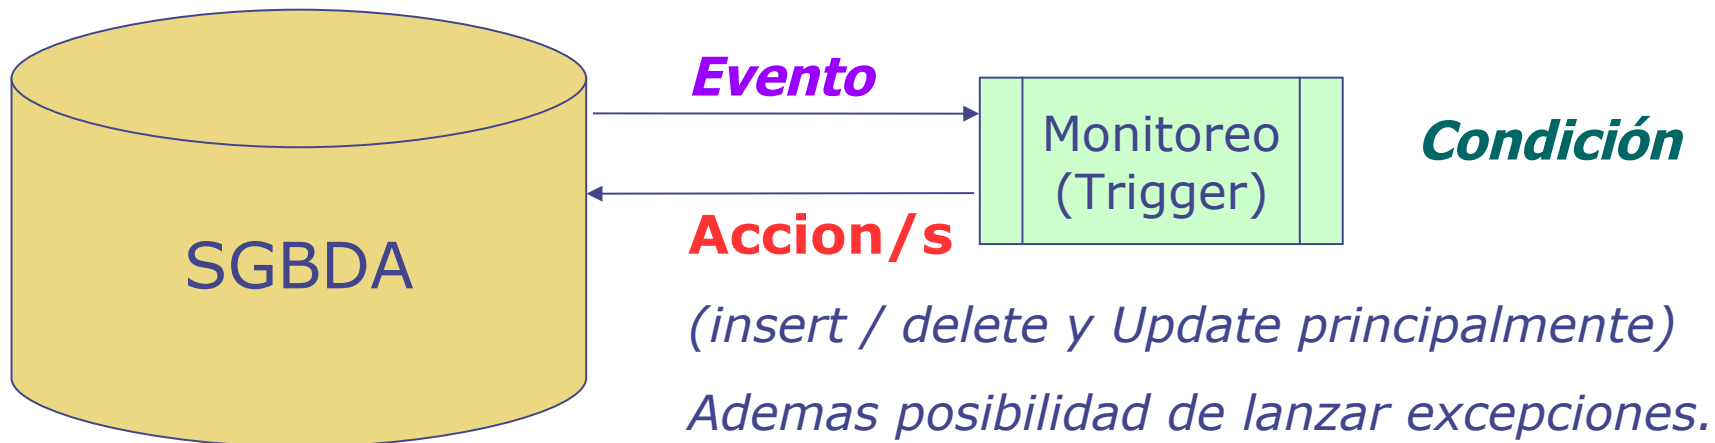 Evento
Monitoreo
(Trigger)
Condición
SGBDA
Accion/s
(insert / delete y Update principalmente)
Ademas posibilidad de lanzar excepciones.